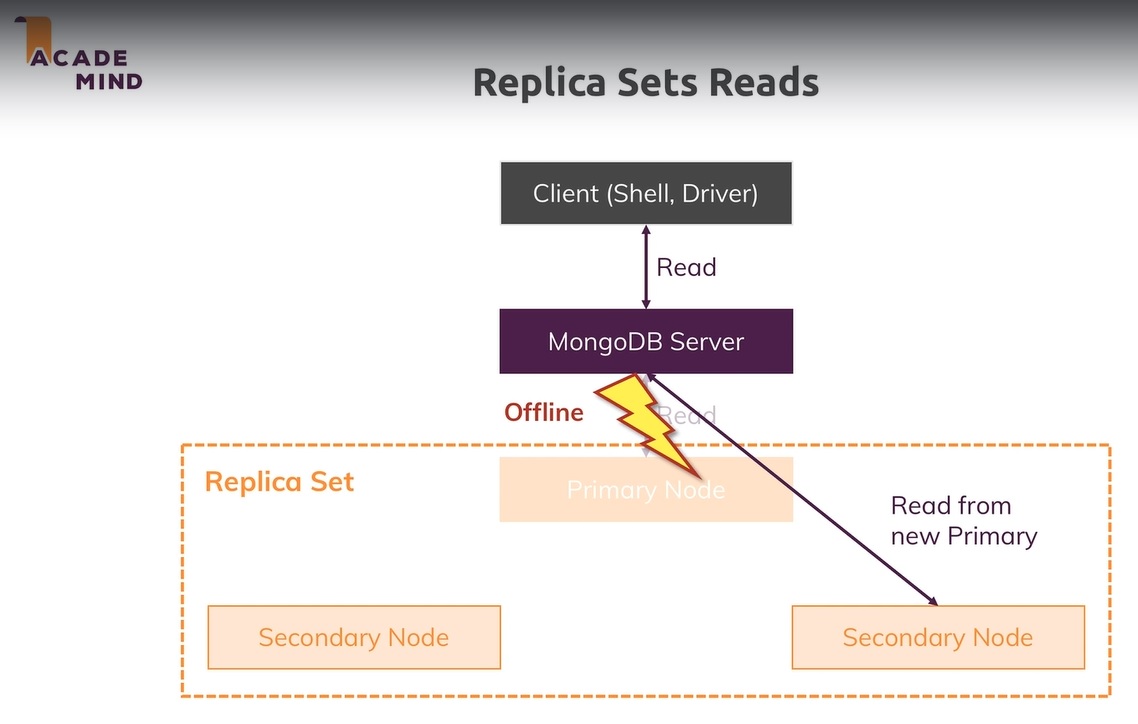 ACADE
MIND
Replica Sets Reads
Client (Shell, Driver)
Read
MongoDB Server
Offline
Read
Replica Set
Primary Node
Read from
new Primary
Secondary Node
Secondary Node